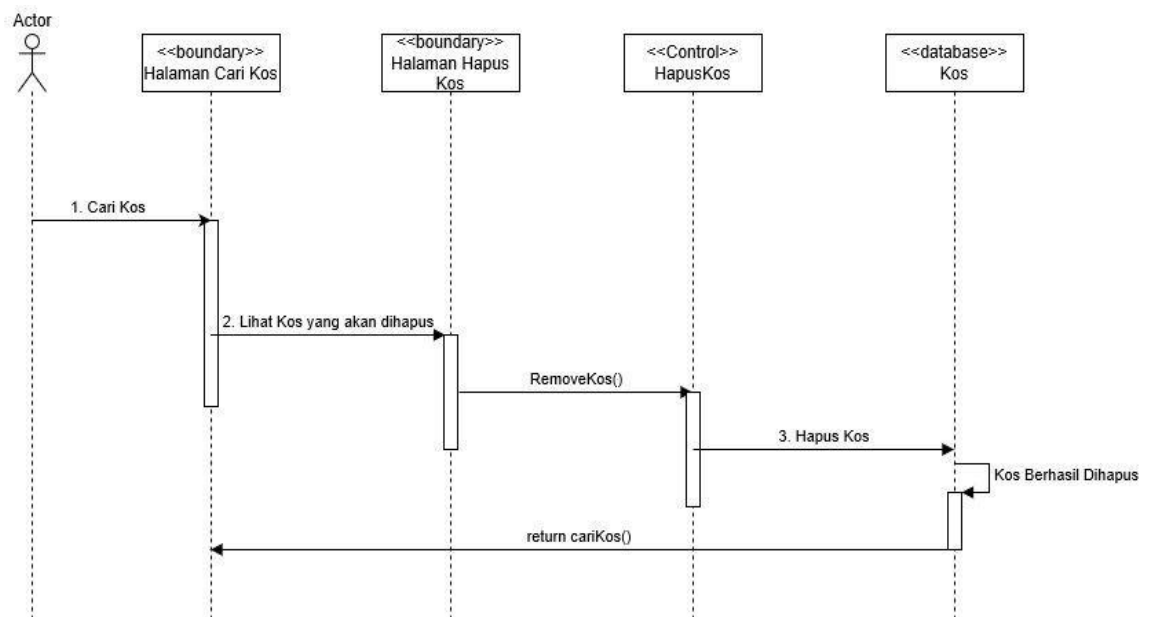 Actor
<<boundary>>
Halaman Cari Kos
<<boundary>>
Halaman Hapus
Kos
<<Control>>
HapusKos
<<database>>
Kos
1. Cari Kos
2. Lihat Kos yang akan dihapus
RemoveKos()
3. Hapus Kos
Kos Berhasil Dihapus
return cariKos()